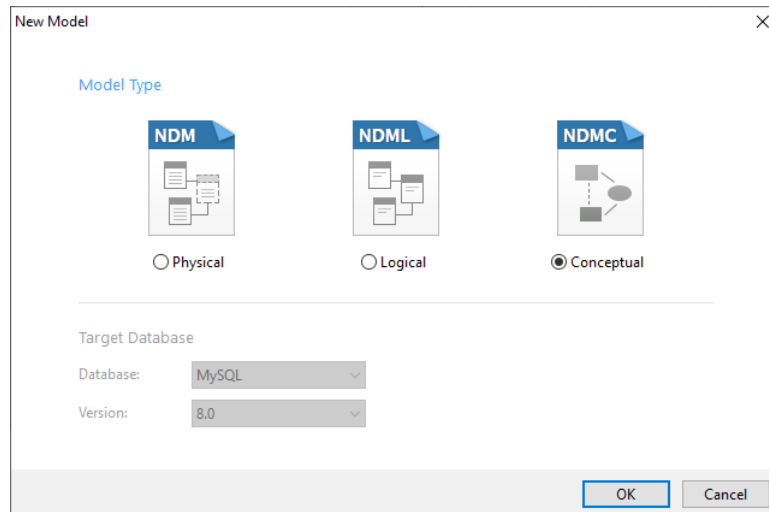 New Model
Model Type
NDM NDML NDMC
Physical Logical Conceptual
Target Database
Database: MySQL
Version: 8.0
OK Cancel